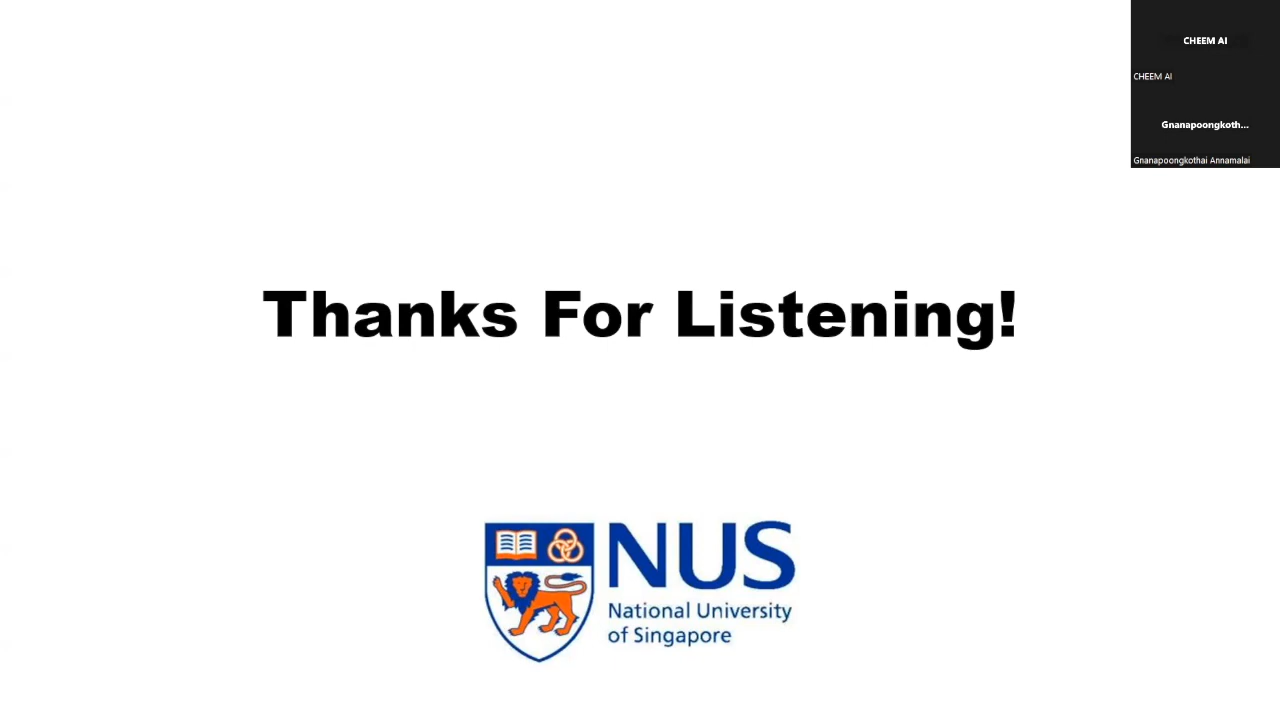 CHEEM AI
CHEEM AI
Gnanapoongkoth...
Gnanapoongkothai Annamalai
Thanks For Listening!
NUS
National University
of Singapore